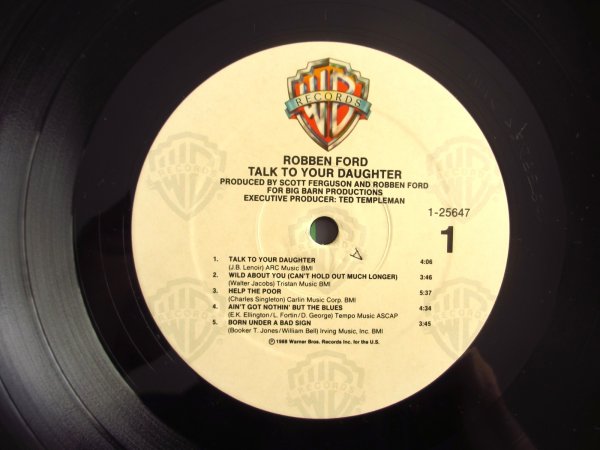 WB
RECORDS
ROBBEN FORD
TALK TO YOUR DAUGHTER
PRODUCED BY SCOTT FERGUSON AND ROBBEN FORD
FOR BIG BARN PRODUCTIONS
EXECUTIVE PRODUCER: TED TEMPLEMAN
1-25647
1
A
1. TALK TO YOUR DAUGHTER 4:06
(J.B. Lenoir) ARC Music BMI
2. WILD ABOUT YOU (CAN'T HOLD OUT MUCH LONGER) 3:46
(Walter Jacobs) Tristan Music BMI
3. HELP THE POOR 5:37
(Charles Singleton) Carlin Music Corp. BMI
4. AIN'T GOT NOTHIN' BUT THE BLUES 4:34
(E.K. Ellington/L. Fortin/D. George) Tempo Music ASCAP
5. BORN UNDER A BAD SIGN 3:45
(Booker T. Jones/William Bell) Irving Music, Inc. BMI
℗ 1988 Warner Bros. Records Inc. for the U.S.